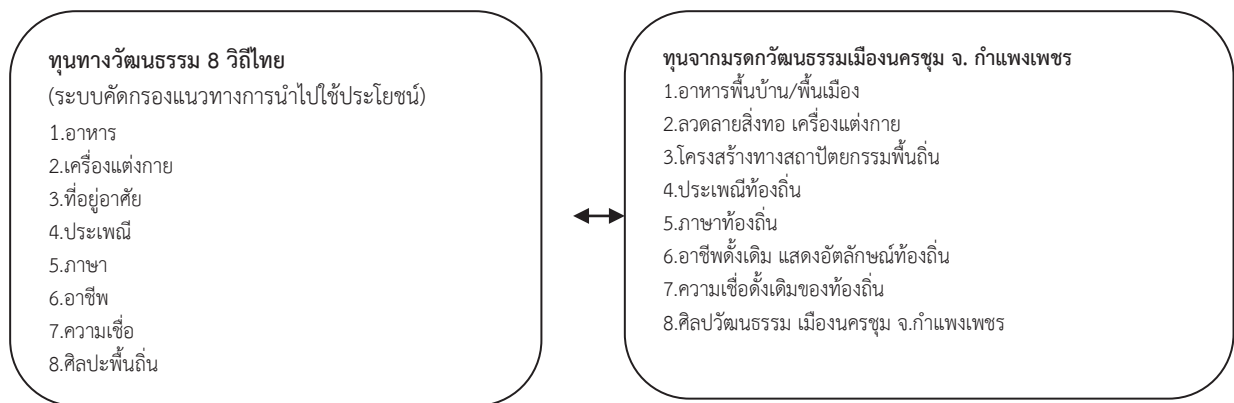 ทุนทางวัฒนธรรม 8 วิถีไทย
(ระบบคัดกรองแนวทางการนำไปใช้ประโยชน์)
1.อาหาร
2.เครื่องแต่งกาย
3.ที่อยู่อาศัย
4.ประเพณี
5.ภาษา
6.อาชีพ
7.ความเชื่อ
8.ศิลปะพื้นถิ่น
ทุนจากมรดกวัฒนธรรมเมืองนครชุม จ. กำแพงเพชร
1.อาหารพื้นบ้าน/พื้นเมือง
2.ลวดลายสิ่งทอ เครื่องแต่งกาย
3.โครงสร้างทางสถาปัตยกรรมพื้นถิ่น
4.ประเพณีท้องถิ่น
5.ภาษาท้องถิ่น
6.อาชีพดั้งเดิม แสดงอัตลักษณ์ท้องถิ่น
7.ความเชื่อดั้งเดิมของท้องถิ่น
8.ศิลปวัฒนธรรม เมืองนครชุม จ.กำแพงเพชร